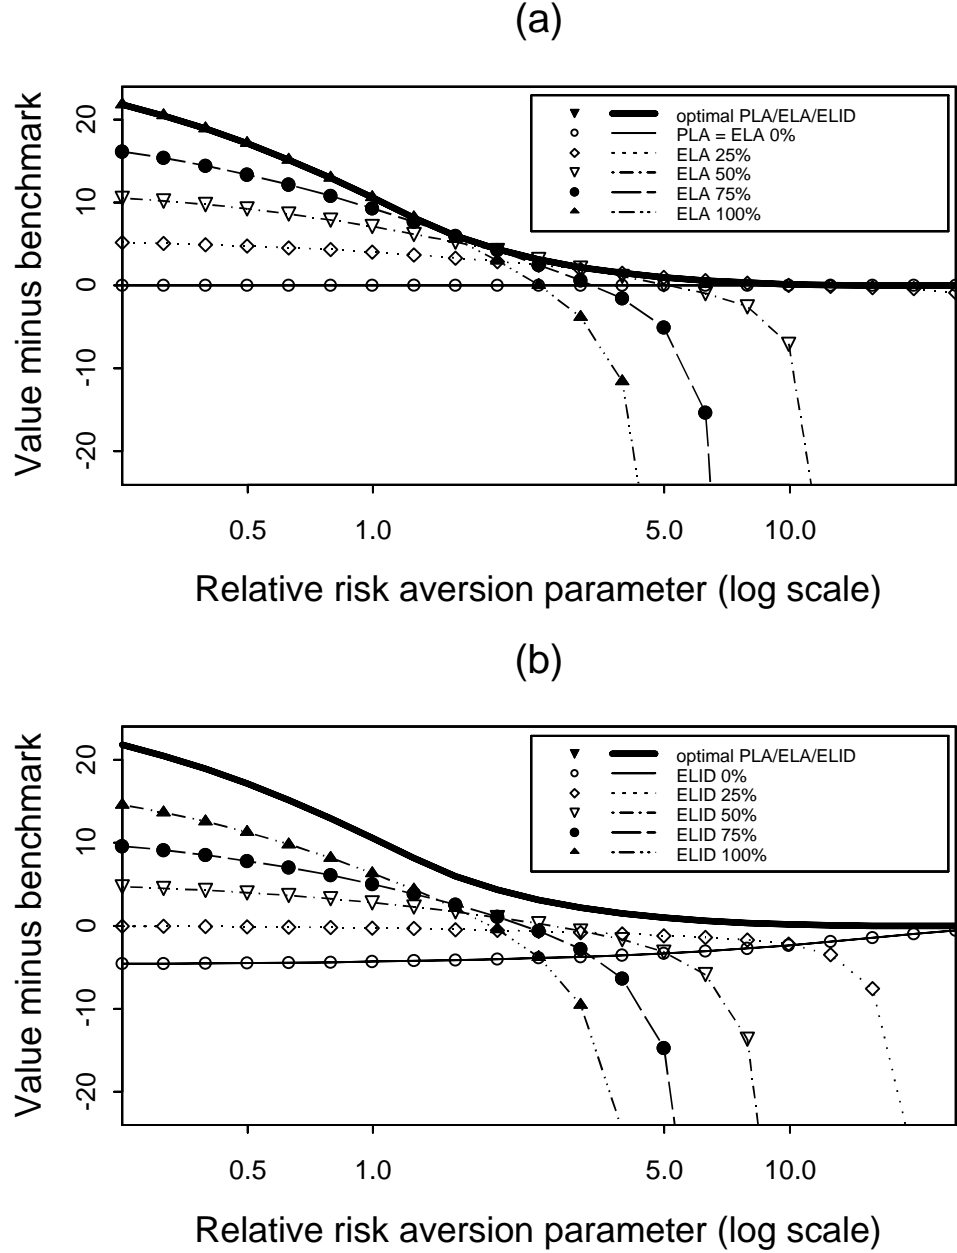 (a)
Value minus benchmark
20
10
0
-10
-20
optimal PLA/ELA/ELID
PLA = ELA 0%
ELA 25%
ELA 50%
ELA 75%
ELA 100%
0.5 1.0 5.0 10.0
Relative risk aversion parameter (log scale)
(b)
Value minus benchmark
20
10
0
-10
-20
optimal PLA/ELA/ELID
ELID 0%
ELID 25%
ELID 50%
ELID 75%
ELID 100%
0.5 1.0 5.0 10.0
Relative risk aversion parameter (log scale)